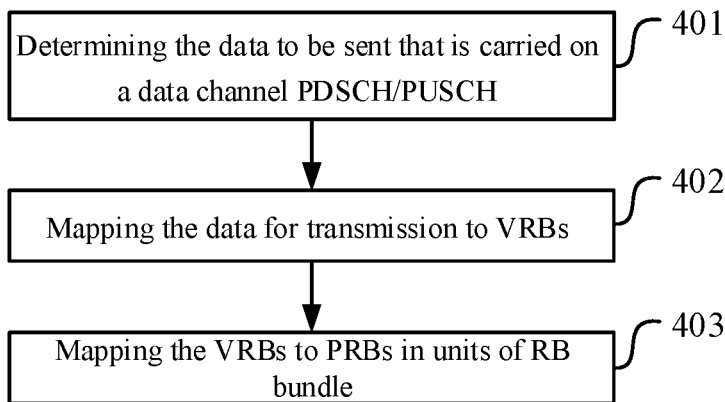 Determining the data to be sent that is carried on
a data channel PDSCH/PUSCH
401
Mapping the data for transmission to VRBs
402
Mapping the VRBs to PRBs in units of RB
bundle
403